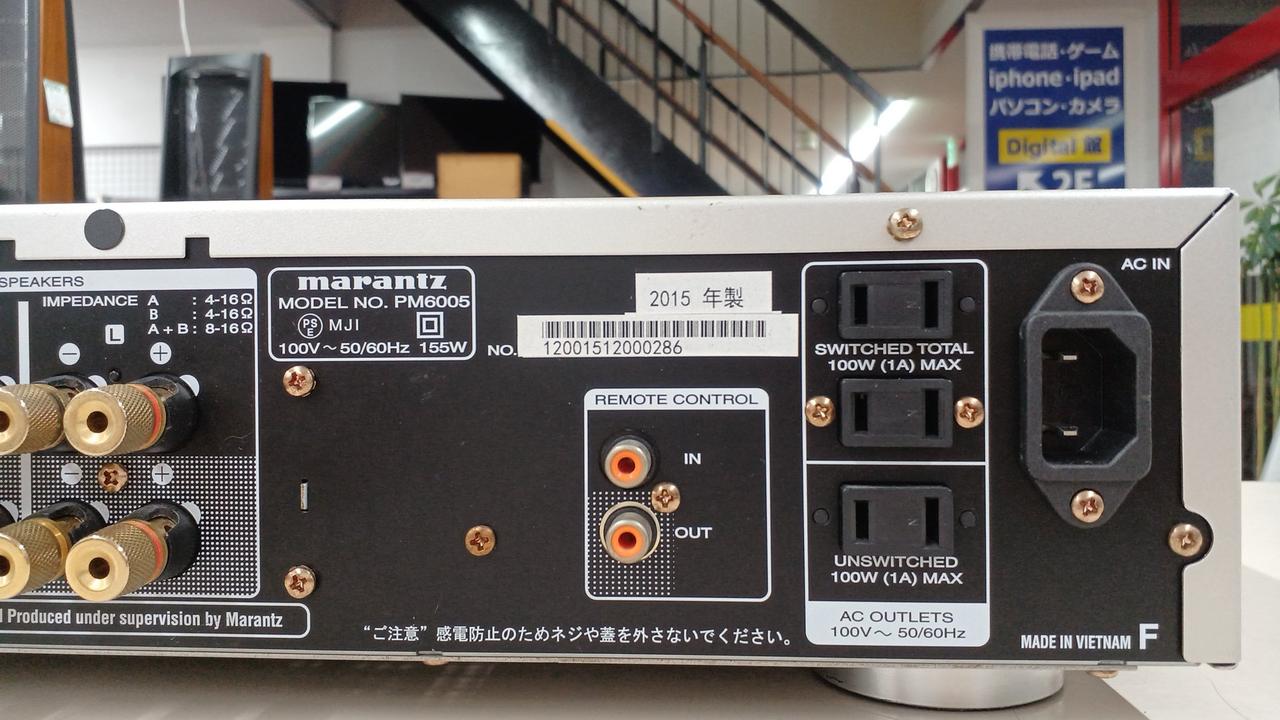 携帯電話・ゲーム
iphone・ipad
パソコン・カメラ
Digital 館
2F
SPEAKERS
IMPEDANCE A : 4-16Ω
B : 4-16Ω
A+B : 8-16Ω
L
− +
− +
marantz
MODEL NO. PM6005
PS E MJI
100V～50/60Hz 155W
2015 年製
NO. 12001512000286
REMOTE CONTROL
IN
OUT
SWITCHED TOTAL
100W (1A) MAX
UNSWITCHED
100W (1A) MAX
AC OUTLETS
100V～ 50/60Hz
AC IN
Produced under supervision by Marantz
“ご注意” 感電防止のためネジや蓋を外さないでください。
MADE IN VIETNAM F